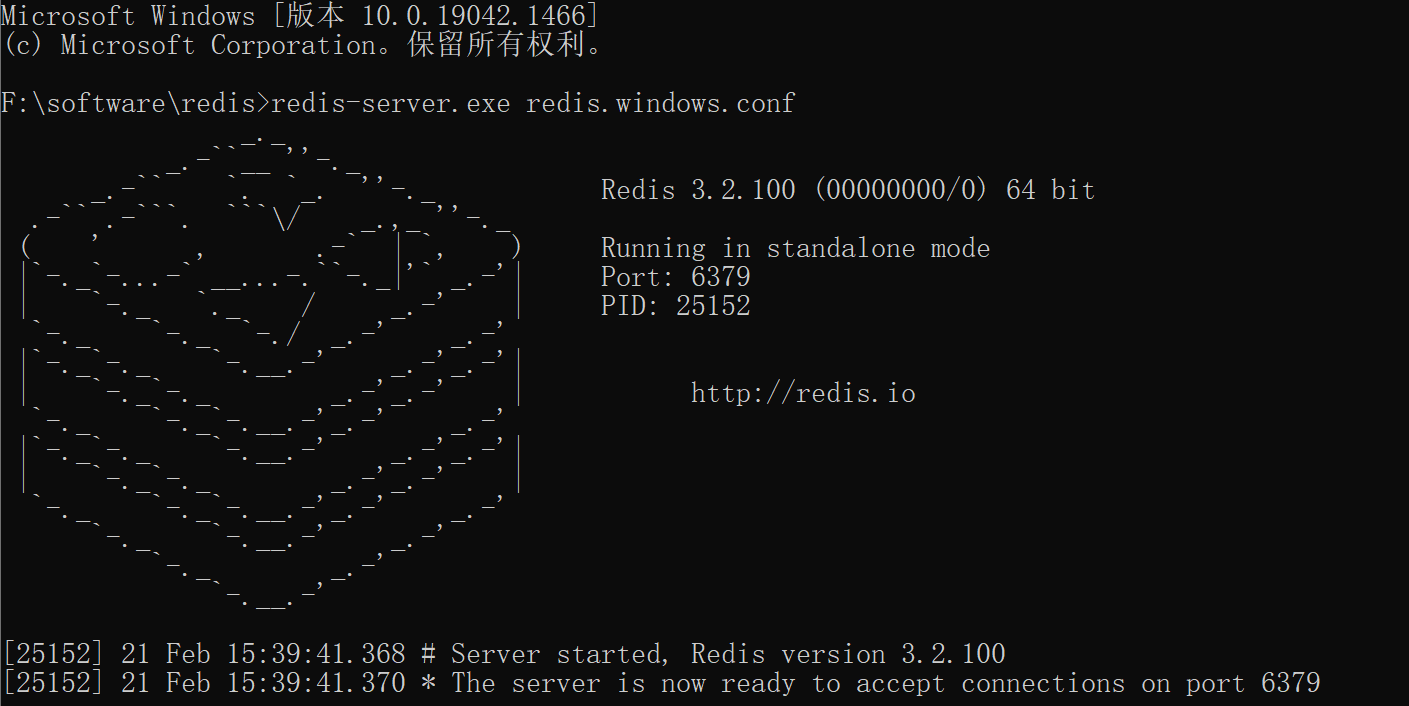 Microsoft Windows [版本 10.0.19042.1466]
(c) Microsoft Corporation。保留所有权利。
F:\software\redis>redis-server.exe redis.windows.conf
Redis 3.2.100 (00000000/0) 64 bit
Running in standalone mode
Port: 6379
PID: 25152
http://redis.io
[25152] 21 Feb 15:39:41.368 # Server started, Redis version 3.2.100
[25152] 21 Feb 15:39:41.370 * The server is now ready to accept connections on port 6379